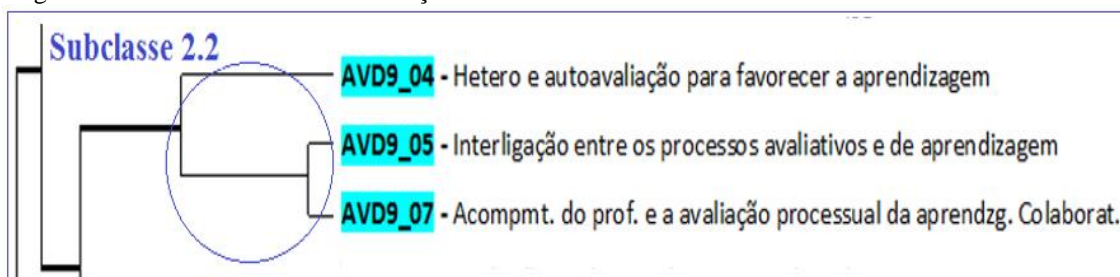 Subclasse 2.2
AVD9_04 - Hetero e autoavaliação para favorecer a aprendizagem
AVD9_05 - Interligação entre os processos avaliativos e de aprendizagem
AVD9_07 - Acompmt. do prof. e a avaliação processual da aprendzg. Colaborat.